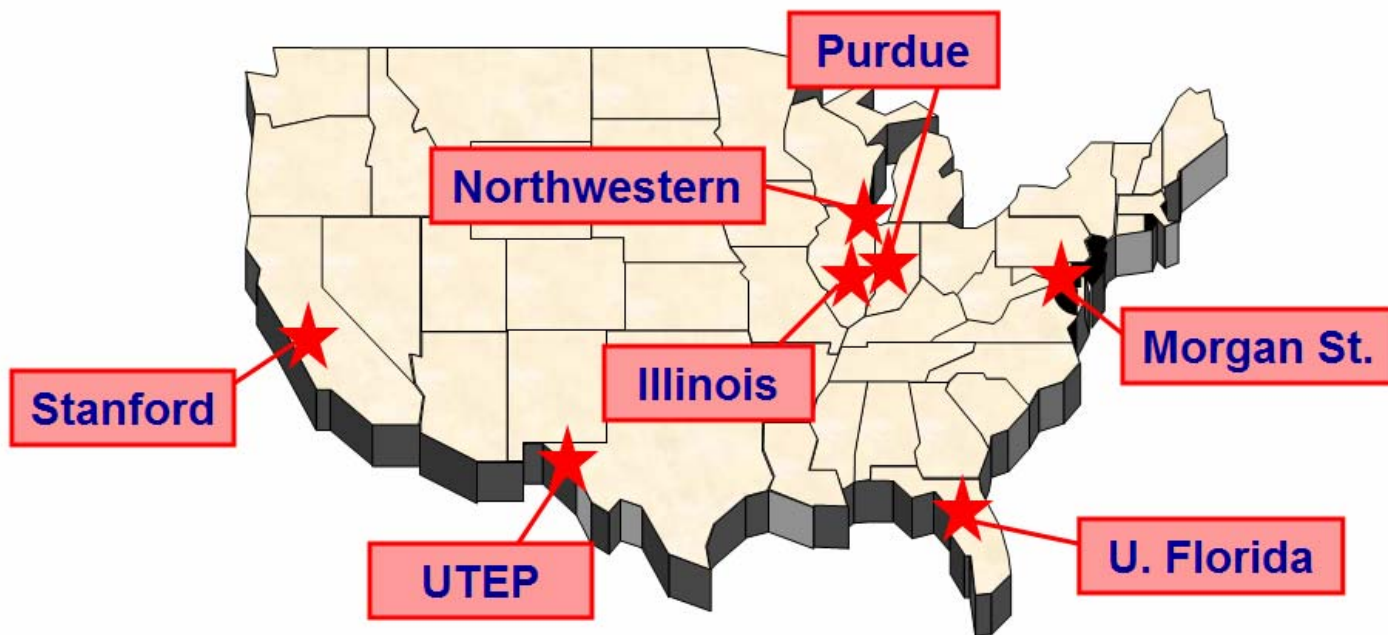 Purdue
Northwestern
Morgan St.
Illinois
Stanford
U. Florida
UTEP